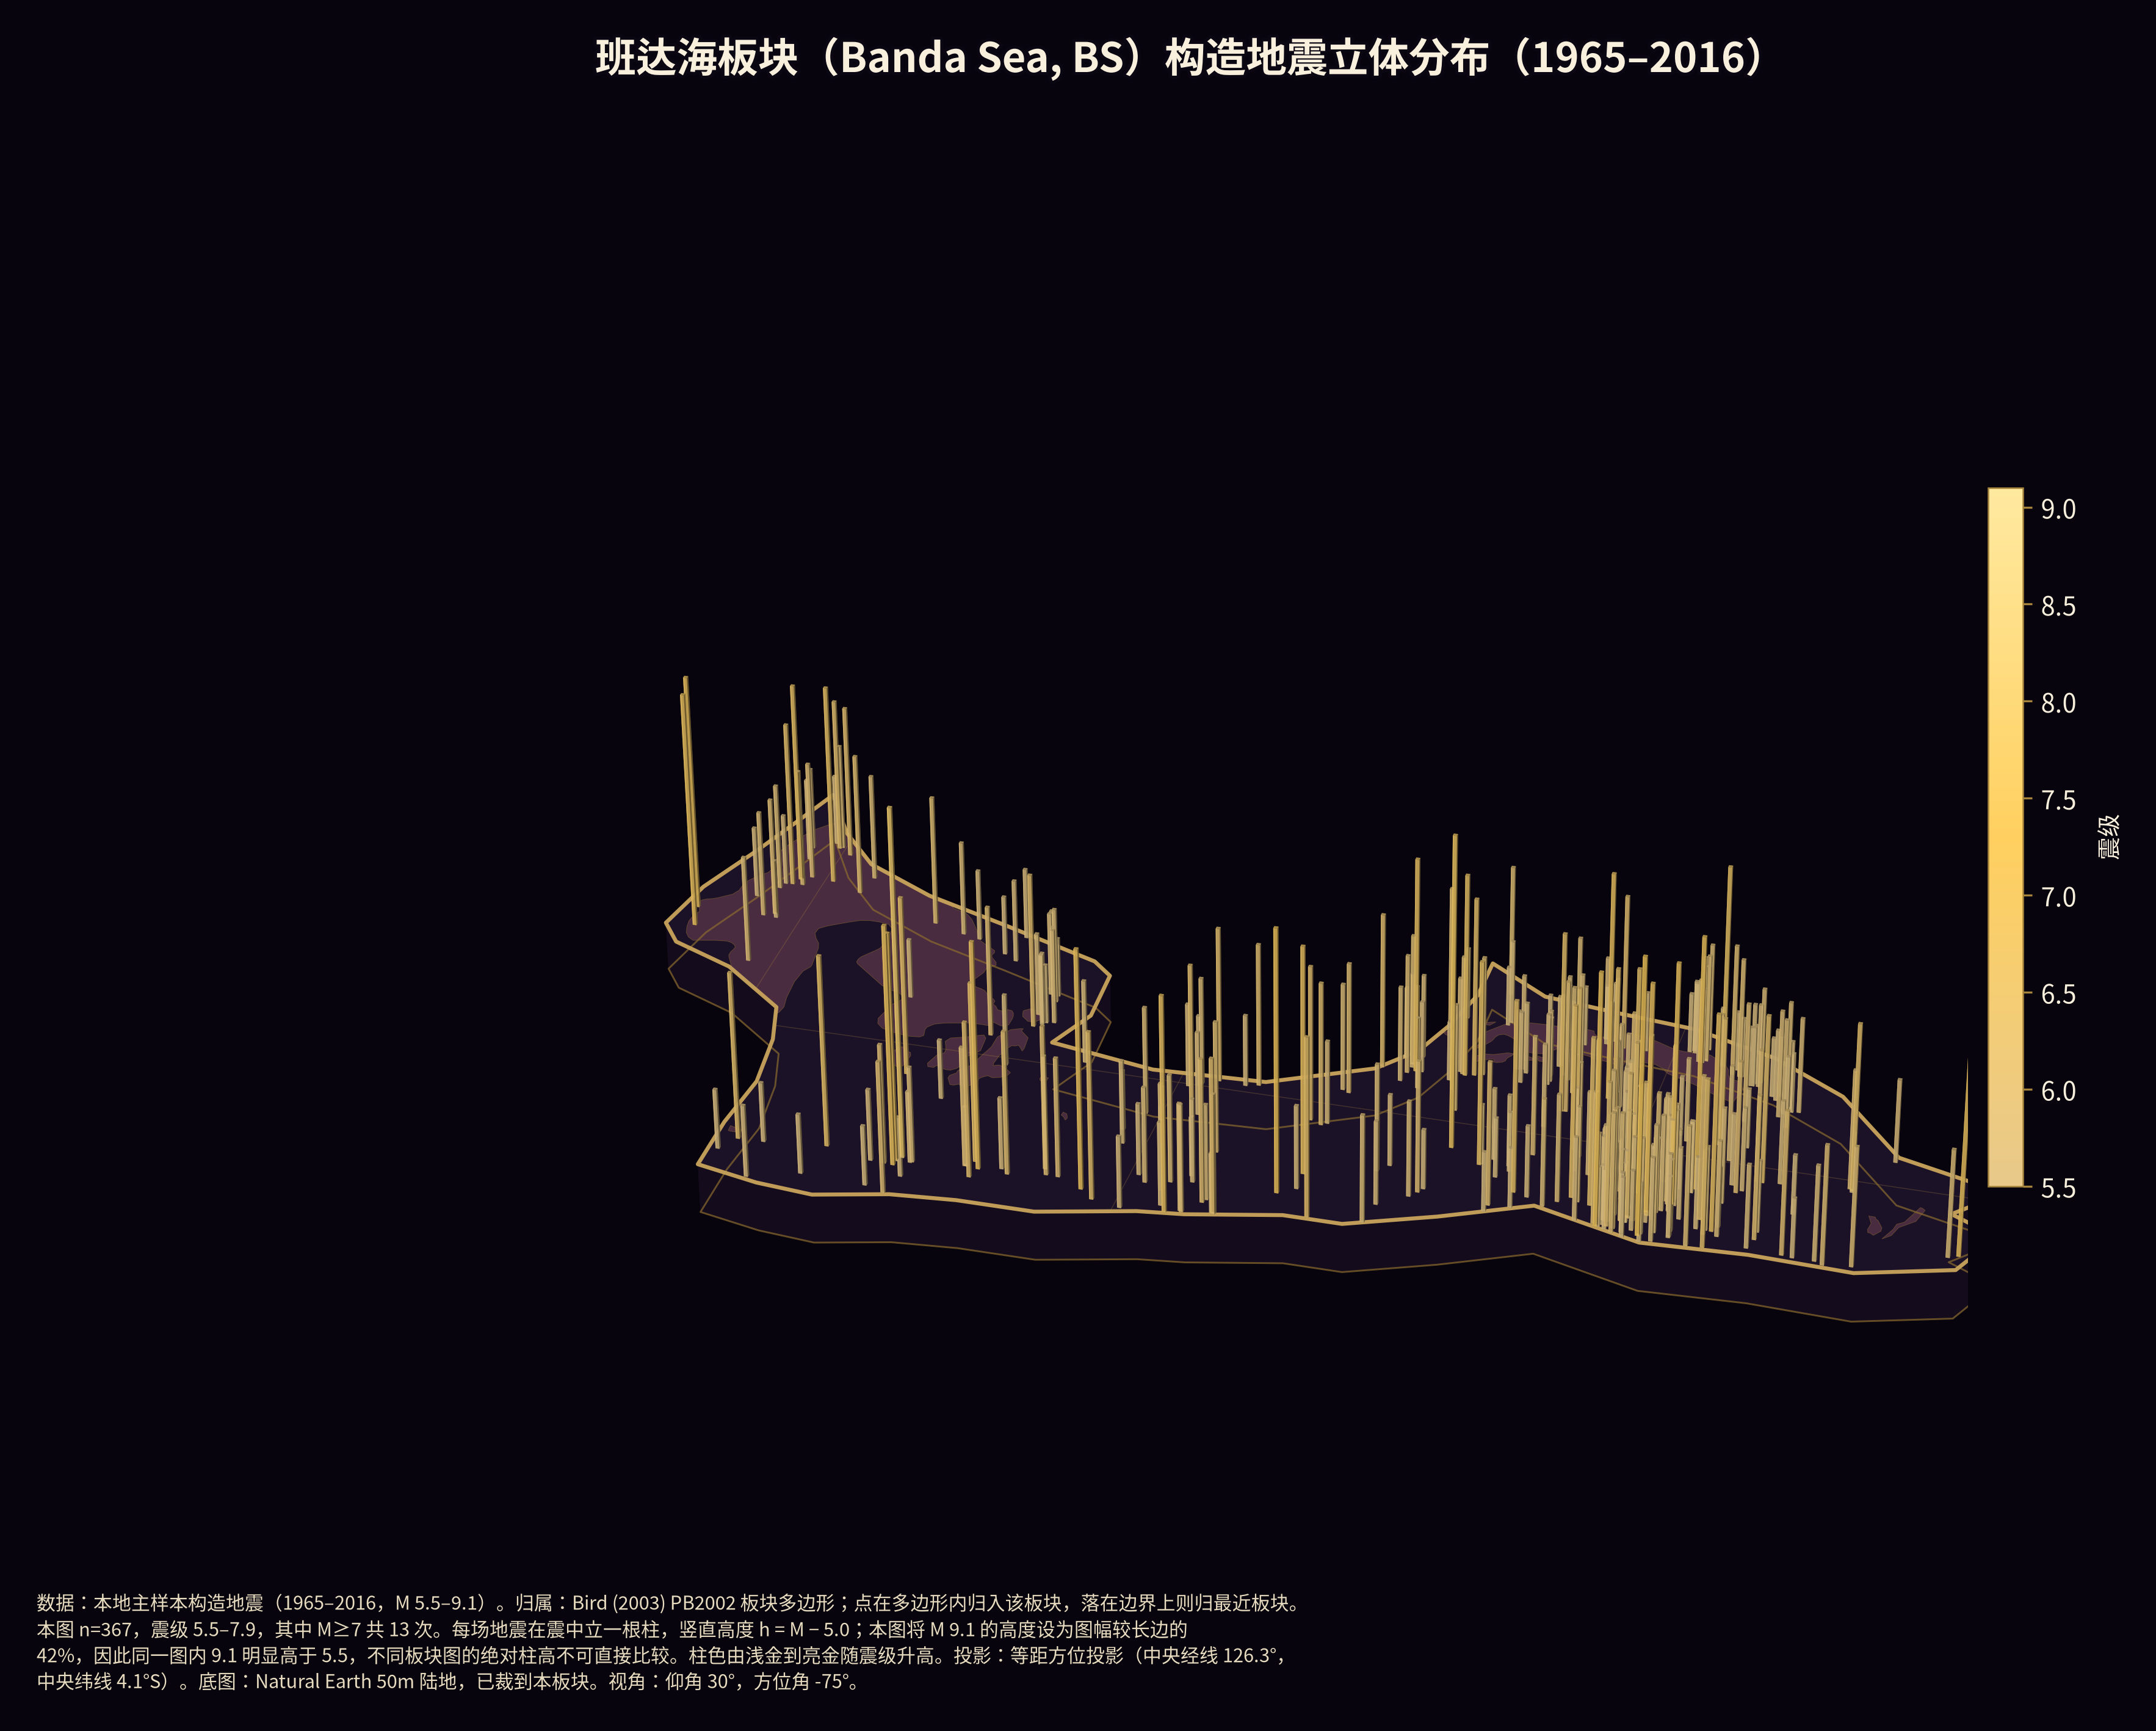 班达海板块（Banda Sea, BS）构造地震立体分布（1965–2016）
9.0
8.5
8.0
7.5
7.0
6.5
6.0
5.5
震级
数据：本地主样本构造地震（1965–2016，M 5.5–9.1）。归属：Bird (2003) PB2002 板块多边形；点在多边形内归入该板块，落在边界上则归最近板块。
本图 n=367，震级 5.5–7.9，其中 M≥7 共 13 次。每场地震在震中立一根柱，竖直高度 h = M − 5.0；本图将 M 9.1 的高度设为图幅较长边的
42%，因此同一图内 9.1 明显高于 5.5，不同板块图的绝对柱高不可直接比较。柱色由浅金到亮金随震级升高。投影：等距方位投影（中央经线 126.3°，
中央纬线 4.1°S）。底图：Natural Earth 50m 陆地，已裁到本板块。视角：仰角 30°，方位角 -75°。